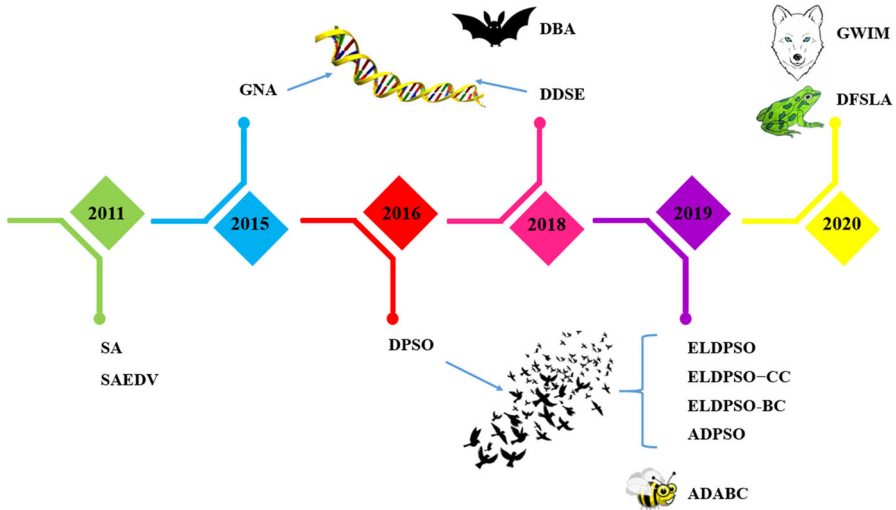 DBA
GWIM
GNA
DDSE
DFSLA
2011
2015
2016
2018
2019
2020
SA
SAEDV
DPSO
ELDPSO
ELDPSO−CC
ELDPSO-BC
ADPSO
ADABC